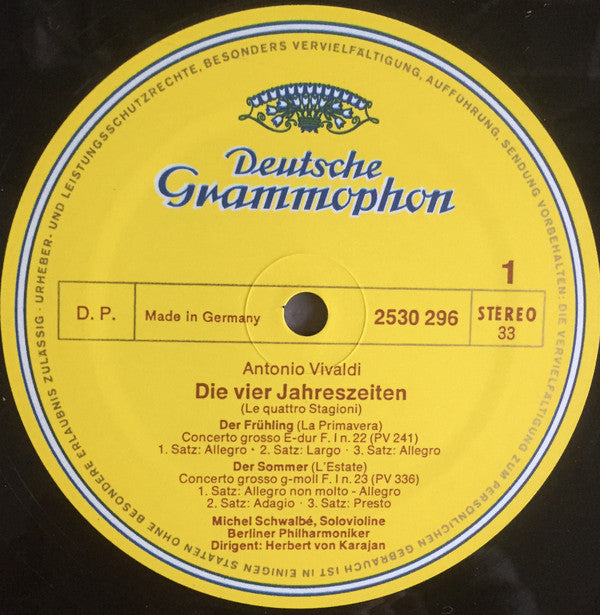 Deutsche
Grammophon
1
D. P.
Made in Germany
2530 296
STEREO
33
Antonio Vivaldi
Die vier Jahreszeiten
(Le quattro Stagioni)
Der Frühling (La Primavera)
Concerto grosso E-dur F. I n. 22 (PV 241)
1. Satz: Allegro · 2. Satz: Largo · 3. Satz: Allegro
Der Sommer (L'Estate)
Concerto grosso g-moll F. I n. 23 (PV 336)
1. Satz: Allegro non molto - Allegro
2. Satz: Adagio · 3. Satz: Presto
Michel Schwalbé, Solovioline
Berliner Philharmoniker
Dirigent: Herbert von Karajan
URHEBER- UND LEISTUNGSSCHUTZRECHTE, BESONDERS VERVIELFÄLTIGUNG, AUFFÜHRUNG, SENDUNG VORBEHALTEN: DIE VERVIELFÄLTIGUNG ZUM PERSÖNLICHEN GEBRAUCH IST IN EINIGEN STAATEN OHNE BESONDERE ERLAUBNIS ZULÄSSIG ·